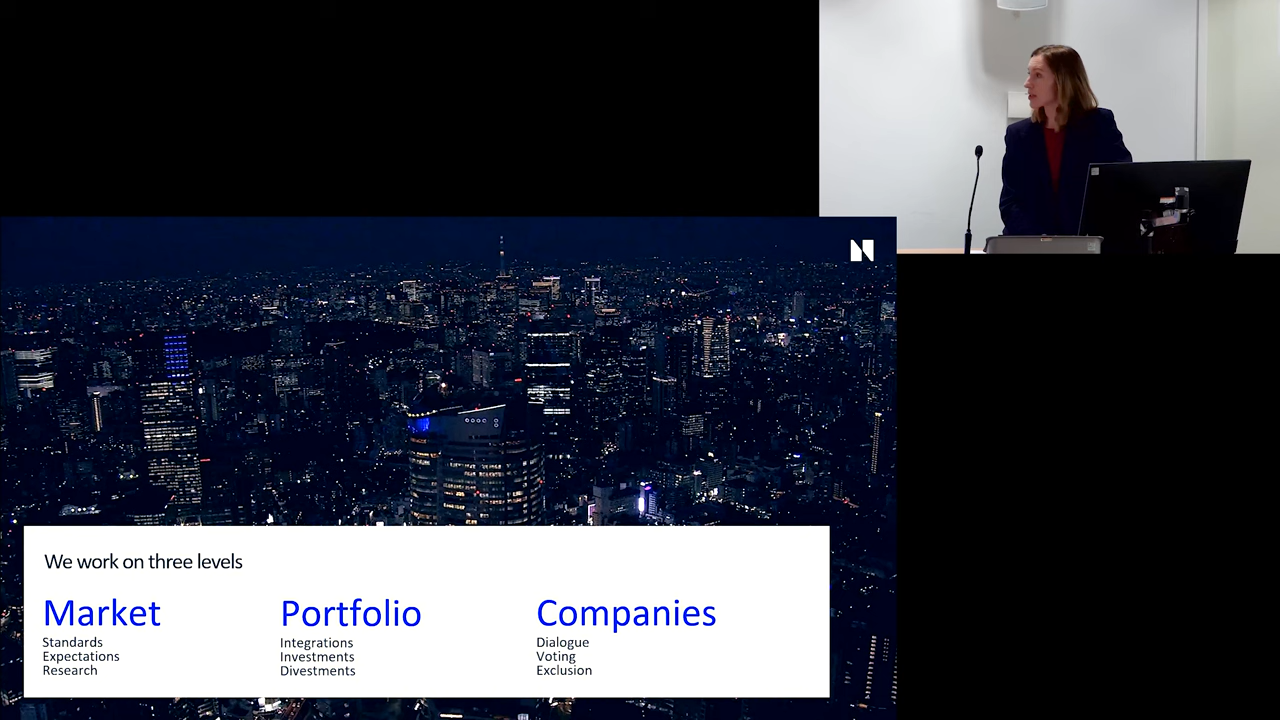 We work on three levels
Market
Standards
Expectations
Research
Portfolio
Integrations
Investments
Divestments
Companies
Dialogue
Voting
Exclusion